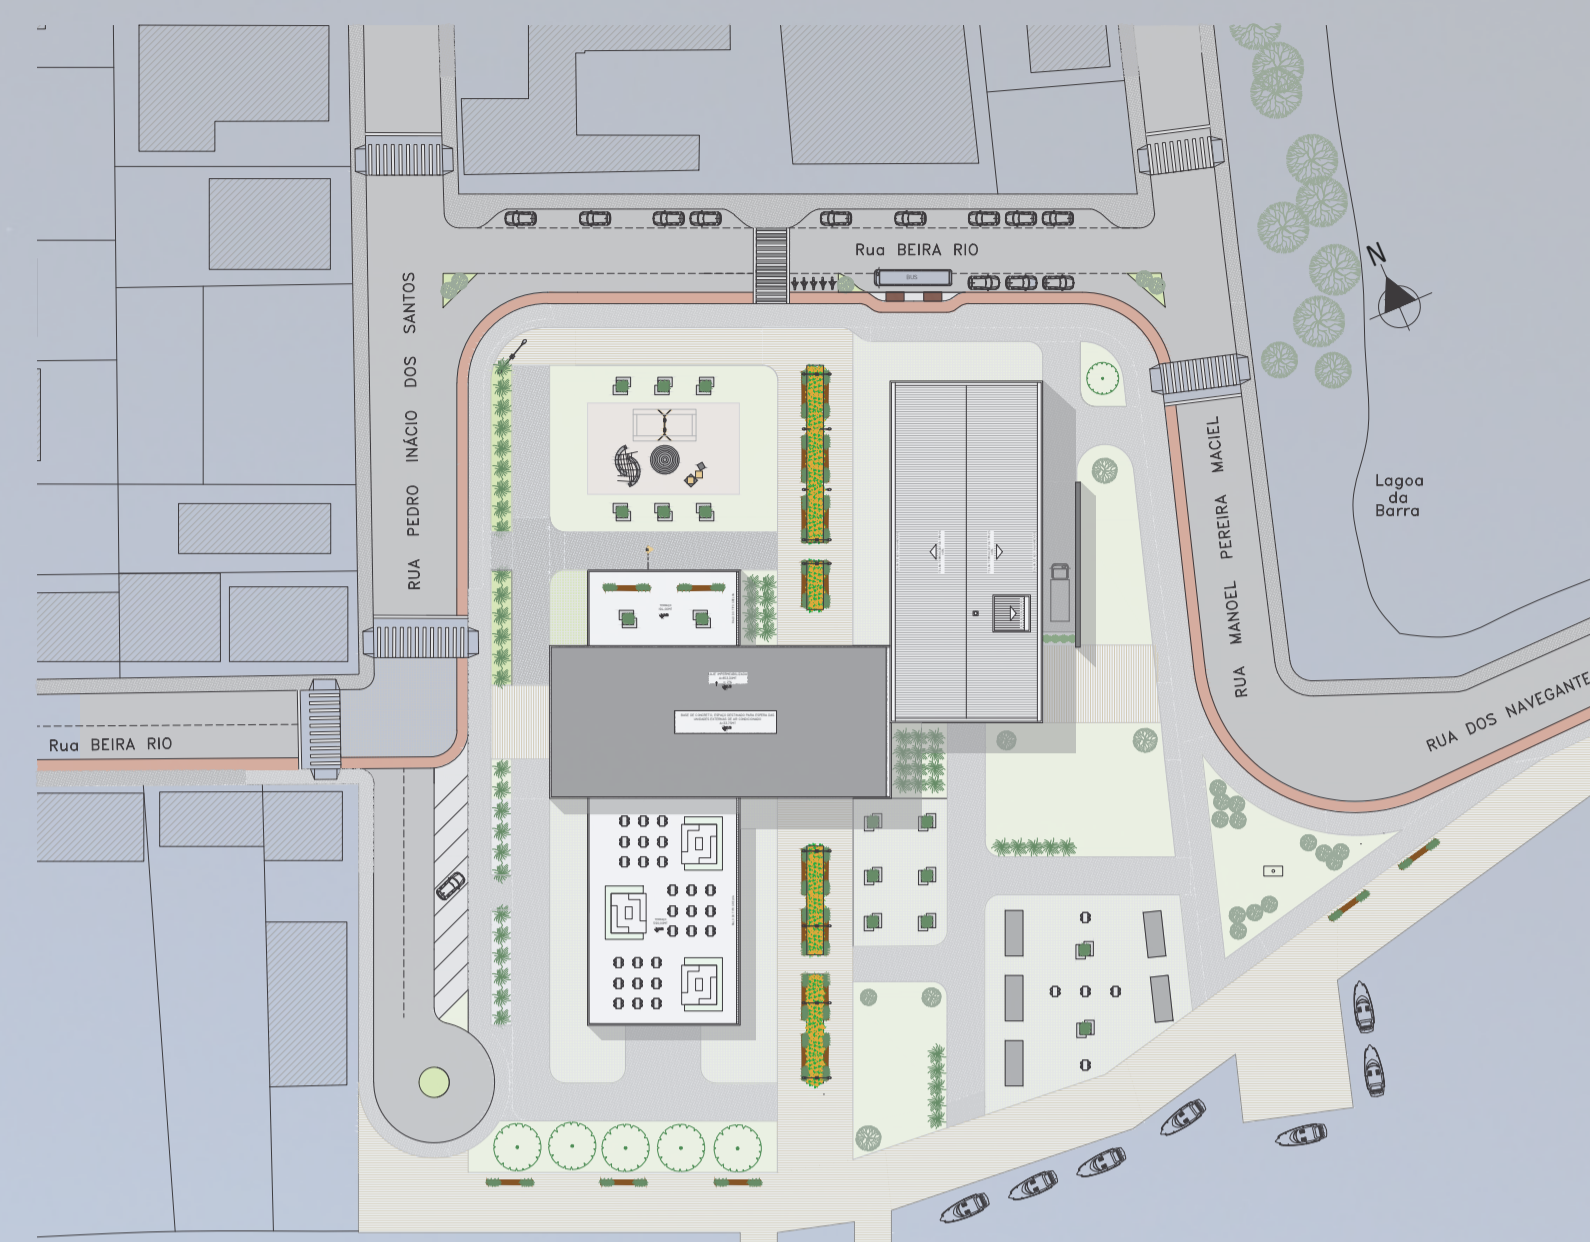 N
Rua BEIRA RIO
BUS
RUA PEDRO INÁCIO DOS SANTOS
RUA MANOEL PEREIRA MACIEL
Lagoa
da
Barra
RUA DOS NAVEGANTE
Rua BEIRA RIO